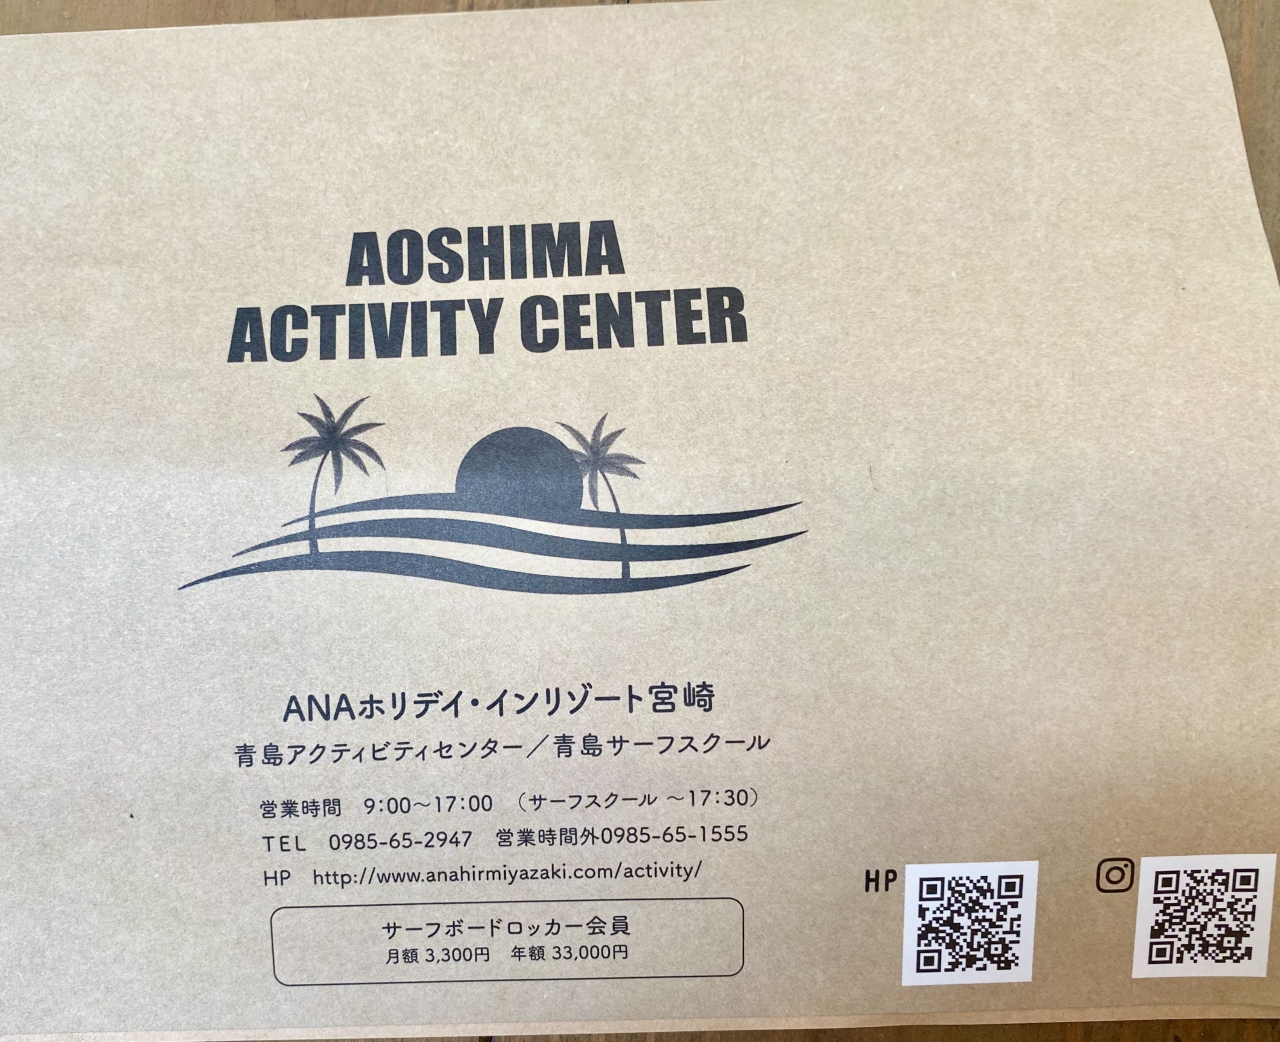 AOSHIMA
ACTIVITY CENTER
ANAホリデイ・インリゾート宮崎
青島アクティビティセンター／青島サーフスクール
営業時間 9:00〜17:00 （サーフスクール 〜17:30）
TEL 0985-65-2947 営業時間外0985-65-1555
HP http://www.anahirmiyazaki.com/activity/
サーフボードロッカー会員
月額 3,300円 年額 33,000円
HP